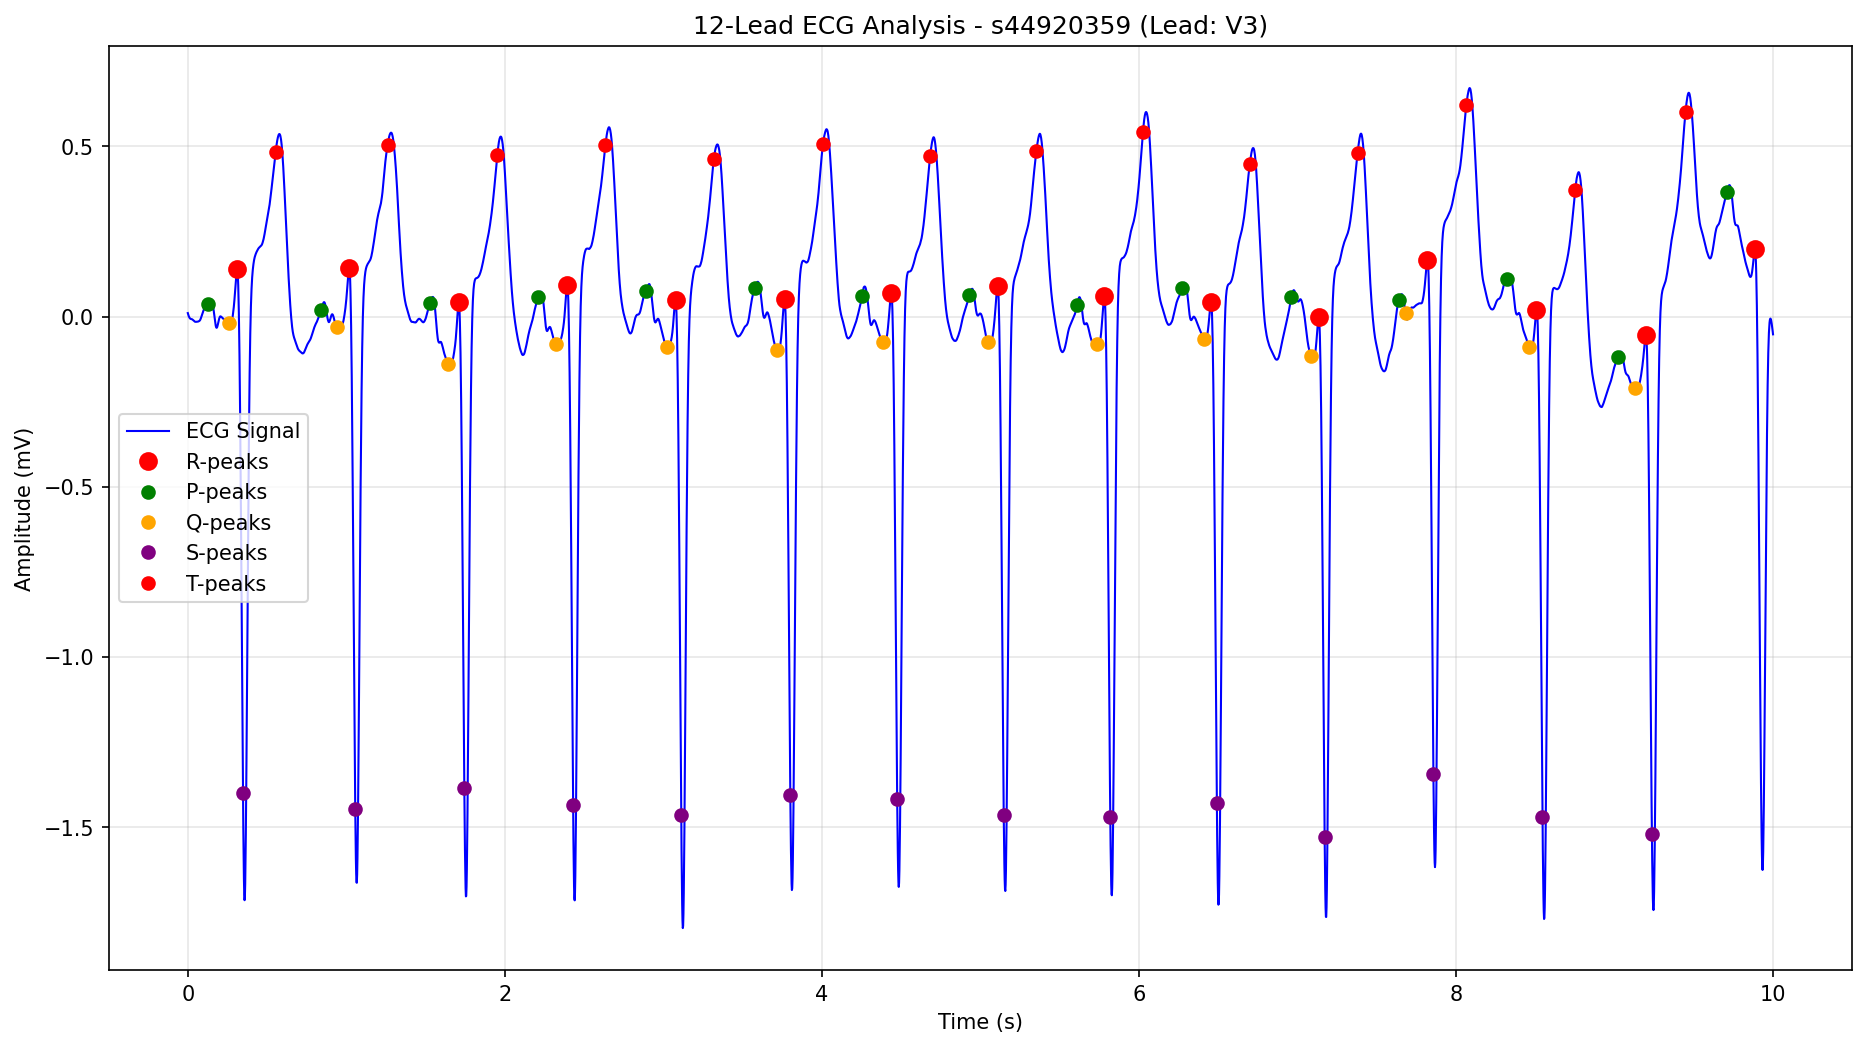 12-Lead ECG Analysis - s44920359 (Lead: V3)
Amplitude (mV)
0.5
0.0
−0.5
−1.0
−1.5
ECG Signal
R-peaks
P-peaks
Q-peaks
S-peaks
T-peaks
0 2 4 6 8 10
Time (s)